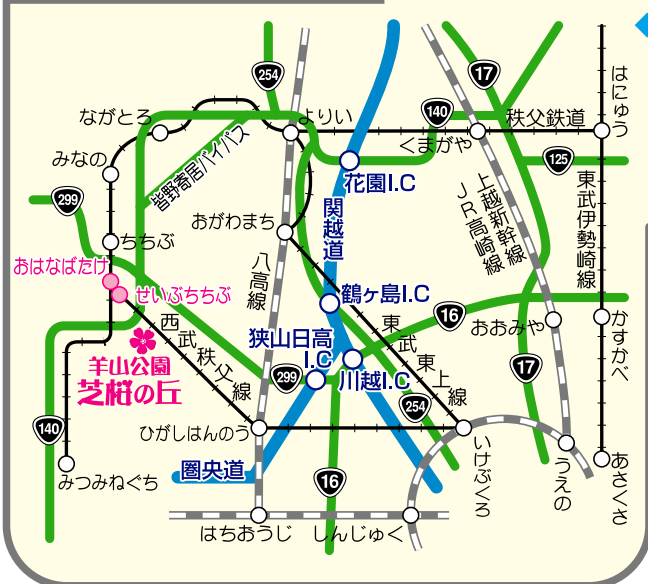 254
17
はにゅう
ながとろ
よりい
140
秩父鉄道
くまがや
みなの
皆野寄居バイパス
花園I.C
125
299
おがわまち
関越道
上越新幹線
JR高崎線
東武伊勢崎線
ちちぶ
おはなばたけ
せいぶちちぶ
八高線
鶴ヶ島I.C
16
おおみや
かすかべ
西武秩父線
狭山日高
I.C
東武東上線
羊山公園
芝桜の丘
299
川越I.C
17
254
140
ひがしはんのう
いけぶくろ
うえの
あさくさ
みつみねぐち
圏央道
16
はちおうじ
しんじゅく